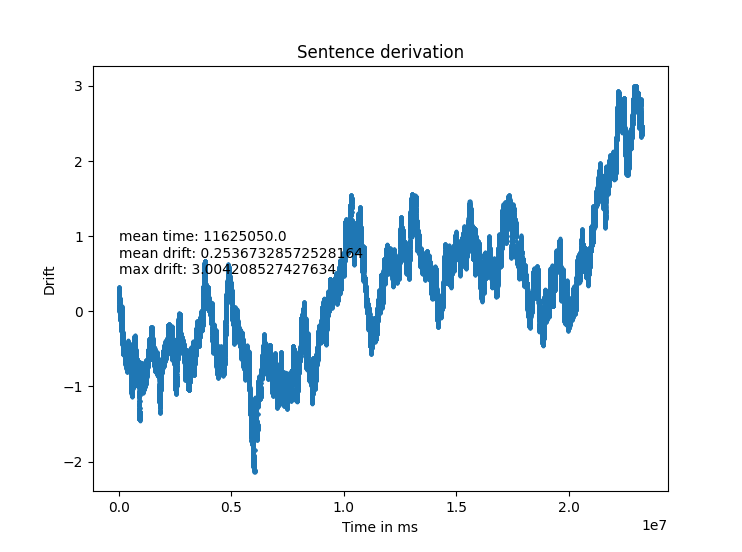 Sentence derivation
3
2
1
0
−1
−2
Drift
mean time: 11625050.0
mean drift: 0.25367328572528164
max drift: 3.004208527427634
0.0 0.5 1.0 1.5 2.0
1e7
Time in ms